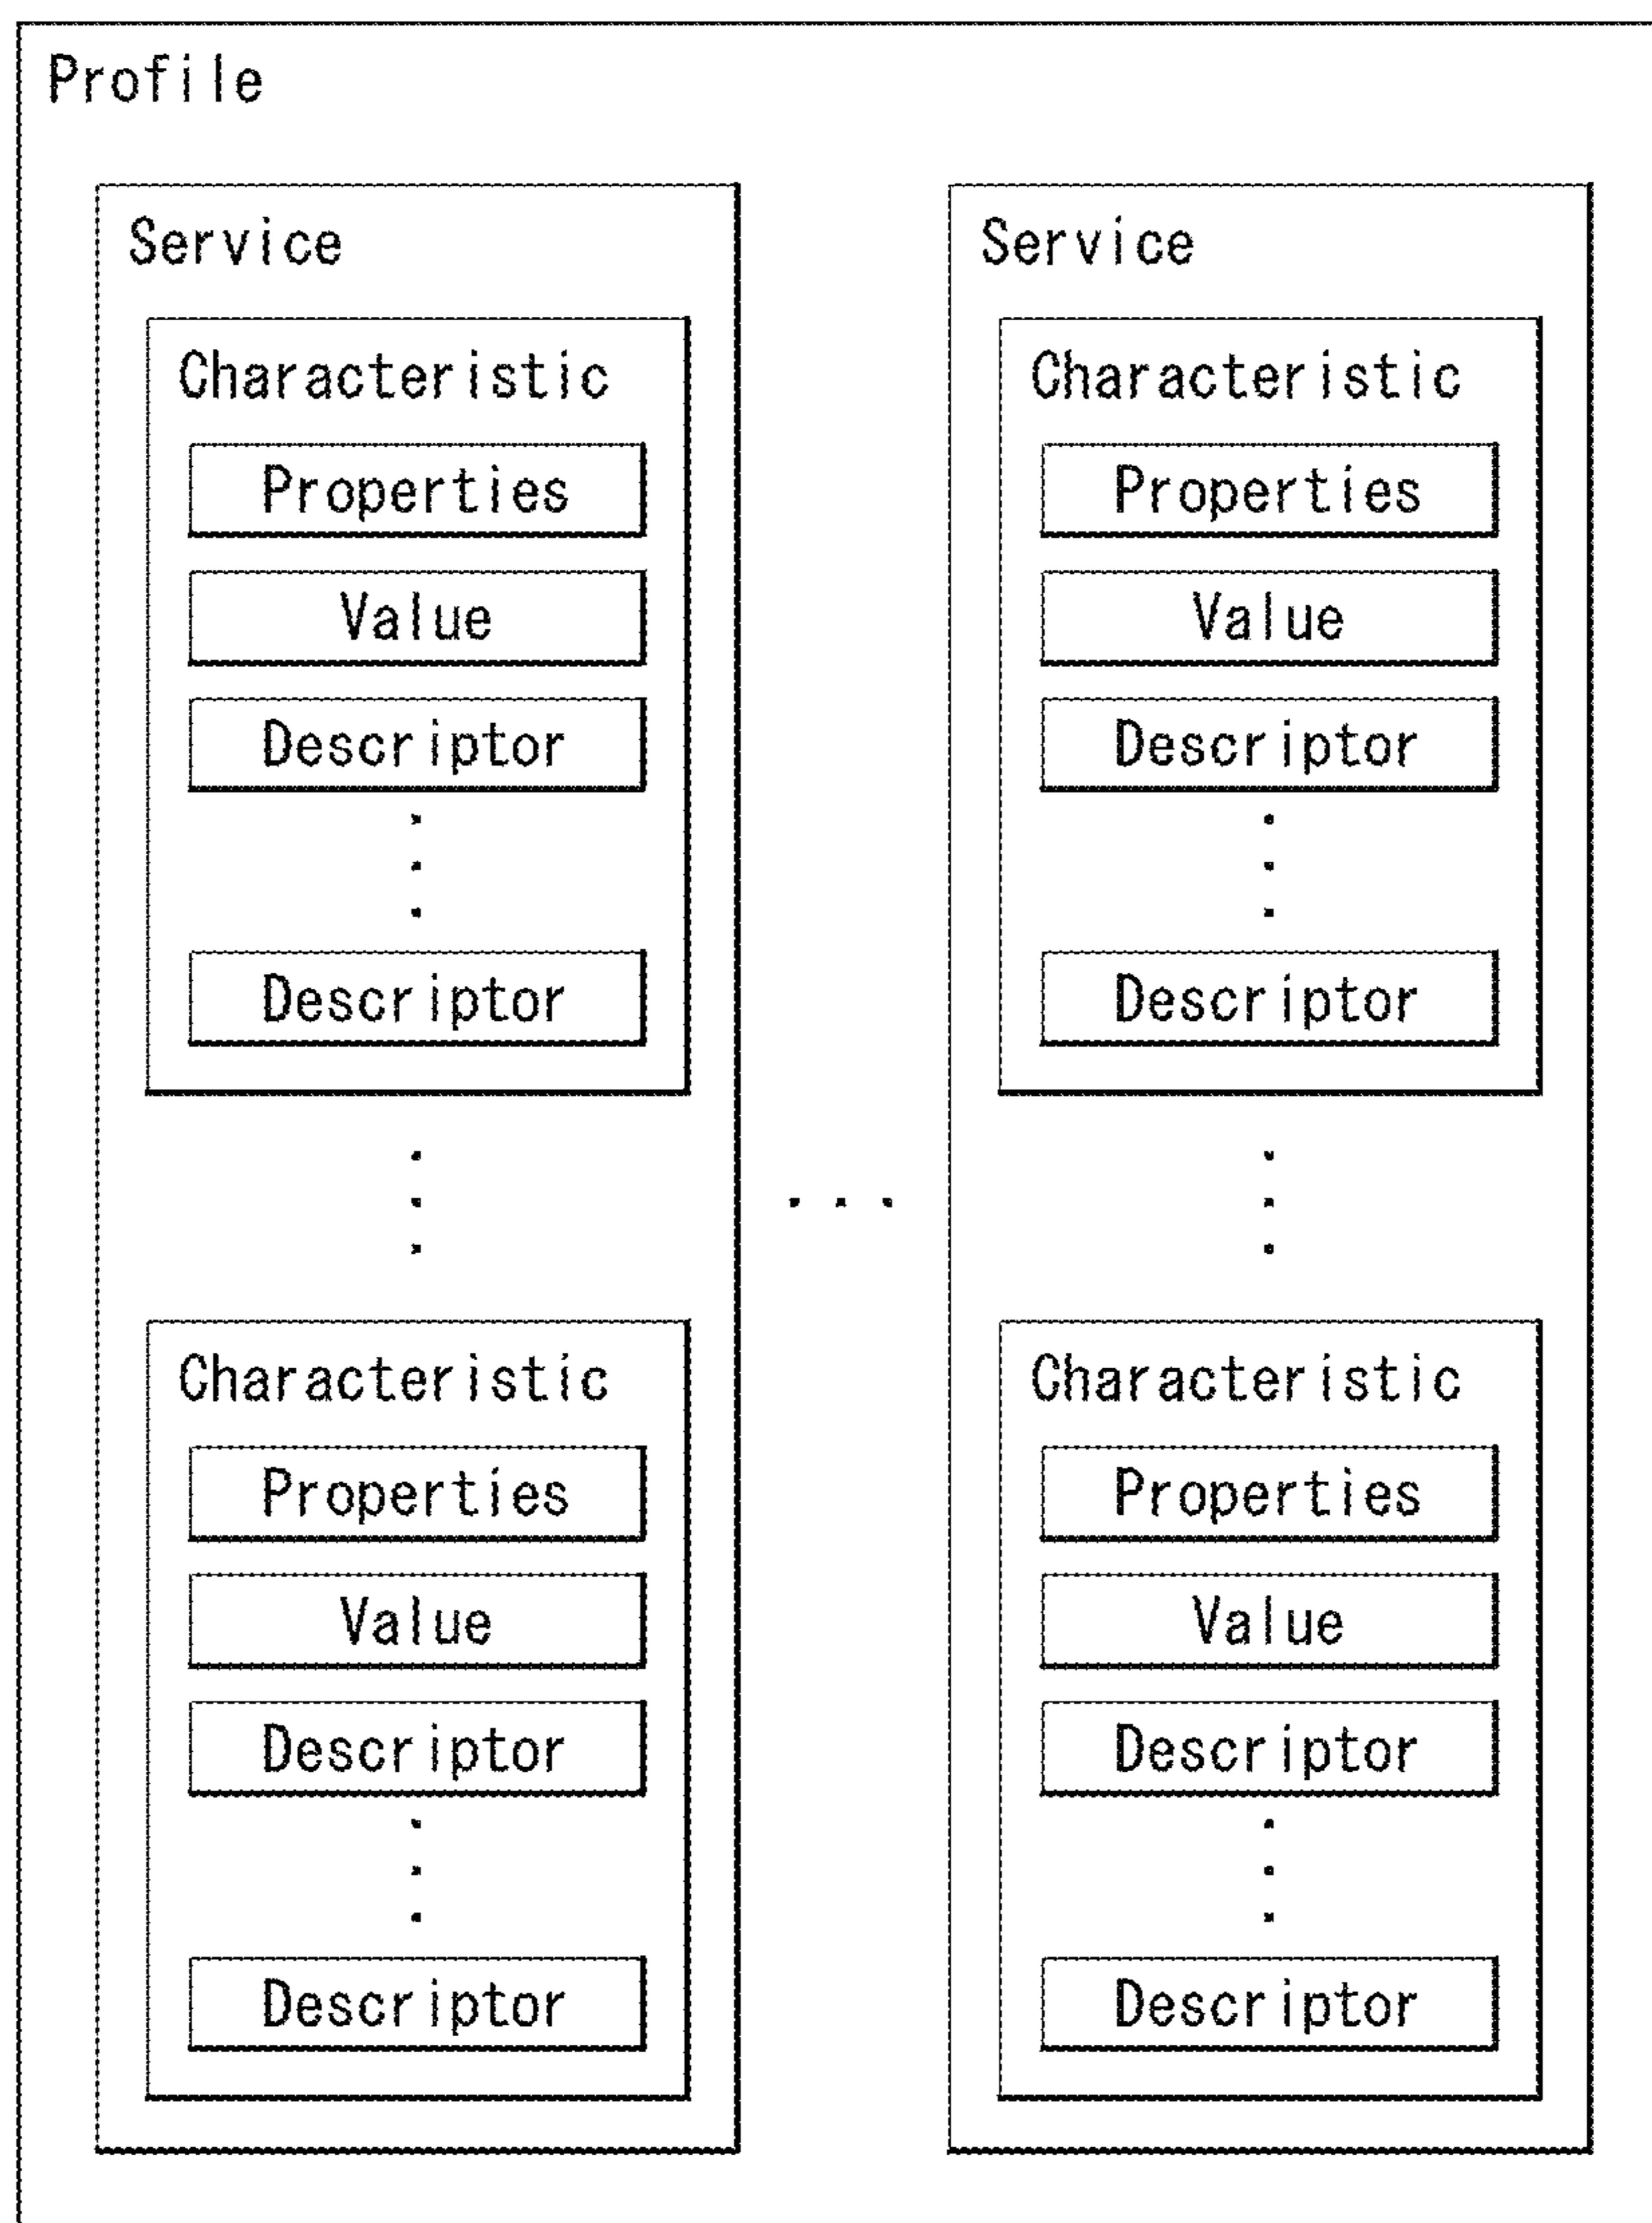 Profile
Service
Characteristic
Properties
Value
Descriptor
Descriptor
Characteristic
Properties
Value
Descriptor
Descriptor
Service
Characteristic
Properties
Value
Descriptor
Descriptor
Characteristic
Properties
Value
Descriptor
Descriptor